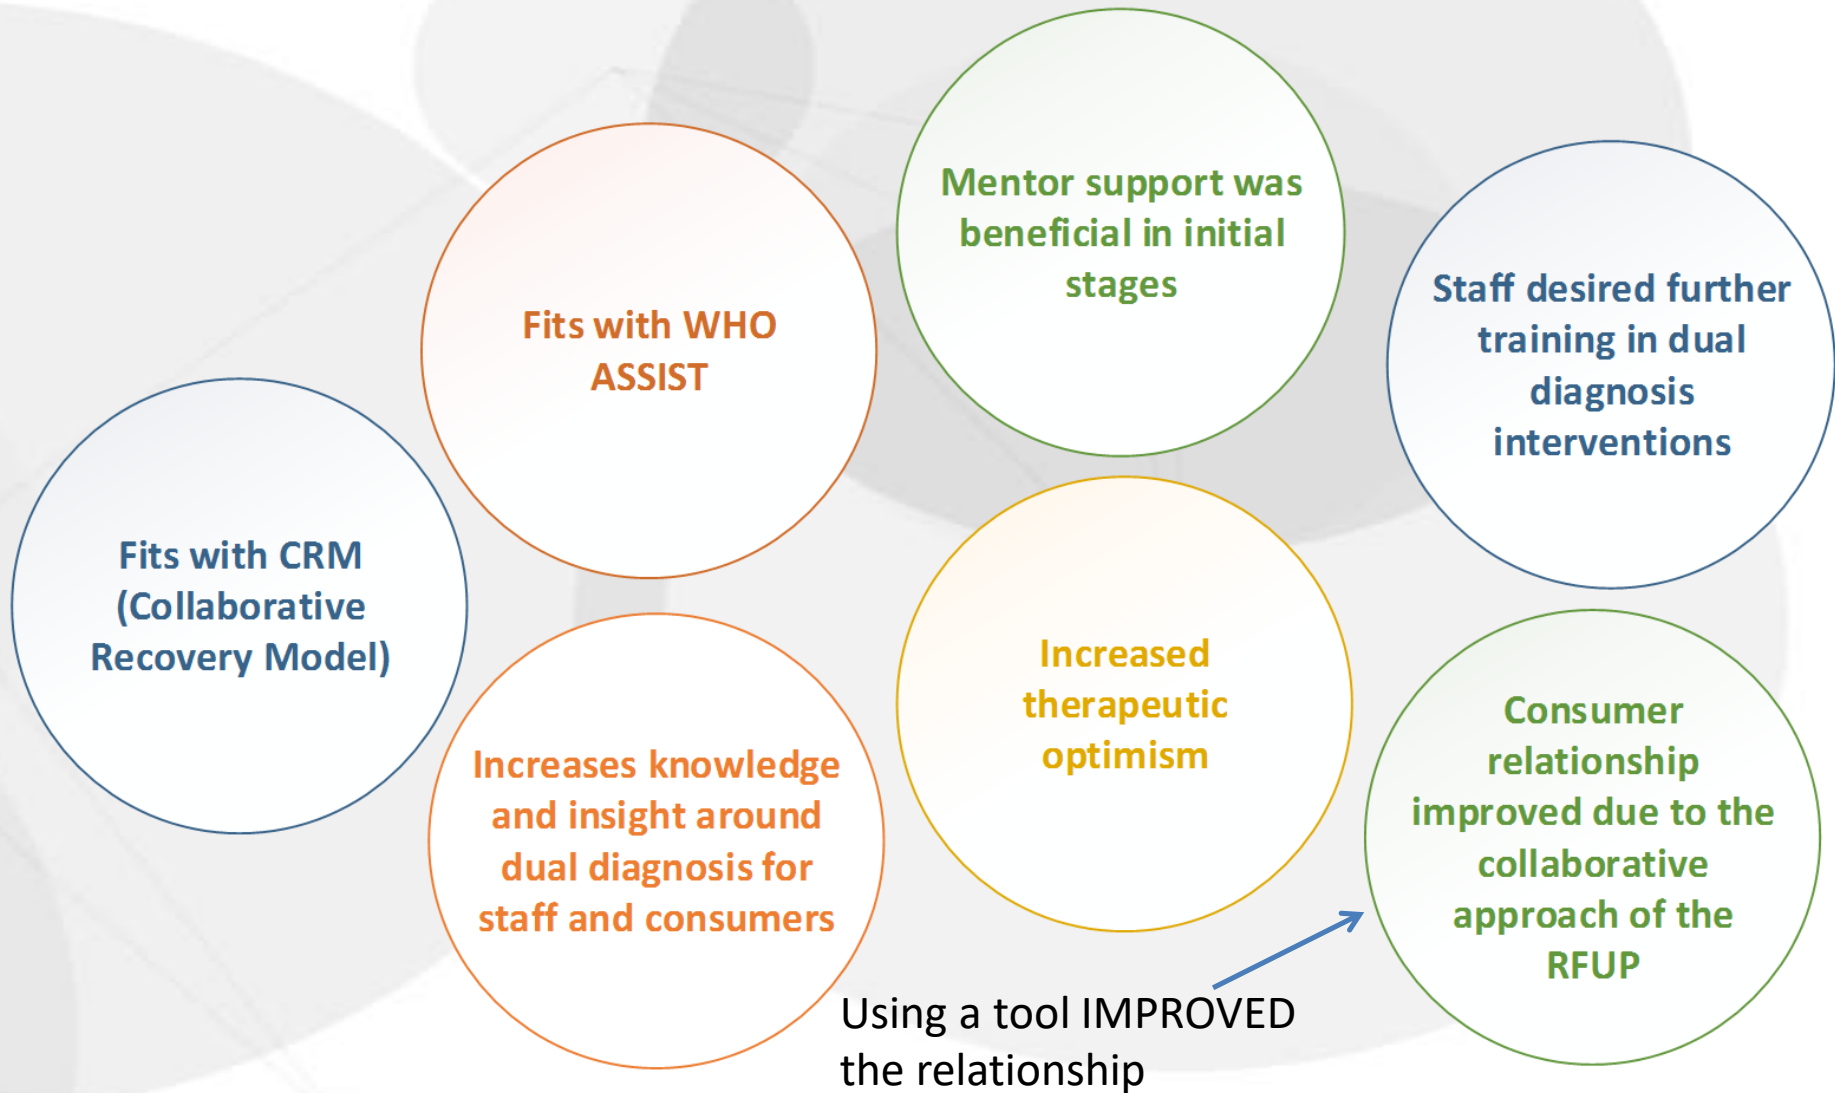 Fits with CRM
(Collaborative
Recovery Model)
Fits with WHO
ASSIST
Increases knowledge
and insight around
dual diagnosis for
staff and consumers
Mentor support was
beneficial in initial
stages
Increased
therapeutic
optimism
Staff desired further
training in dual
diagnosis
interventions
Consumer
relationship
improved due to the
collaborative
approach of the
RFUP
Using a tool IMPROVED
the relationship